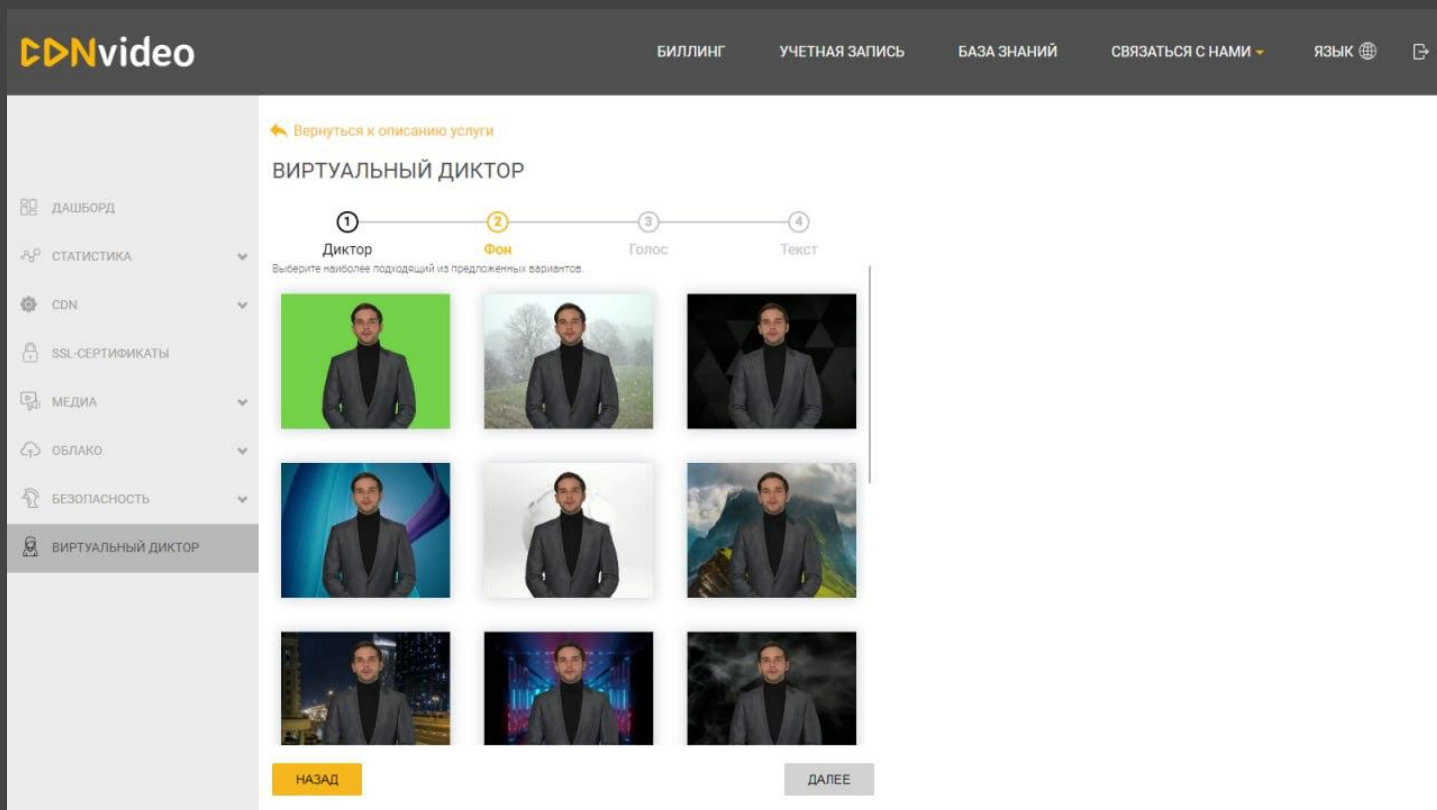 CDNvideo
БИЛЛИНГ
УЧЕТНАЯ ЗАПИСЬ
БАЗА ЗНАНИЙ
СВЯЗАТЬСЯ С НАМИ
ЯЗЫК
Вернуться к описанию услуги
ВИРТУАЛЬНЫЙ ДИКТОР
ДАШБОРД
СТАТИСТИКА
CDN
SSL-СЕРТИФИКАТЫ
МЕДИА
ОБЛАКО
БЕЗОПАСНОСТЬ
ВИРТУАЛЬНЫЙ ДИКТОР
1
2
3
4
Диктор
Фон
Голос
Текст
Выберите наиболее подходящий из предложенных вариантов.
НАЗАД
ДАЛЕЕ